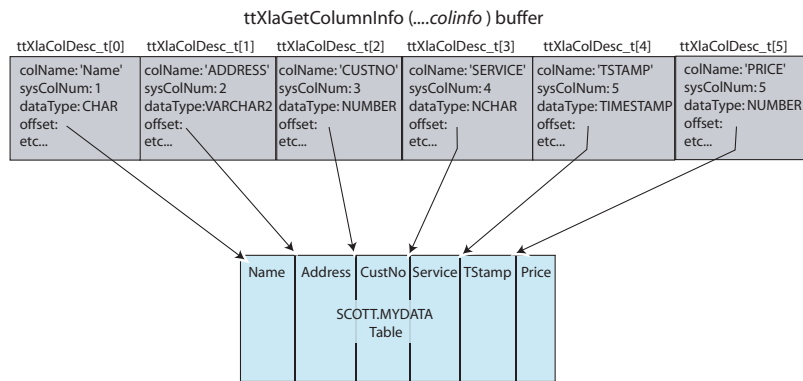 ttXlaGetColumnInfo (....colinfo ) buffer
ttXlaColDesc_t[0] ttXlaColDesc_t[1] ttXlaColDesc_t[2] ttXlaColDesc_t[3] ttXlaColDesc_t[4] ttXlaColDesc_t[5]
colName: 'Name'
sysColNum: 1
dataType: CHAR
offset:
etc...
colName: 'ADDRESS'
sysColNum: 2
dataType:VARCHAR2
offset:
etc...
colName: 'CUSTNO'
sysColNum: 3
dataType: NUMBER
offset:
etc...
colName: 'SERVICE'
sysColNum: 4
dataType: NCHAR
offset:
etc...
colName: 'TSTAMP'
sysColNum: 5
dataType: TIMESTAMP
offset:
etc...
colName: 'PRICE'
sysColNum: 5
dataType: NUMBER
offset:
etc...
Name Address CustNo Service TStamp Price
SCOTT.MYDATA
Table